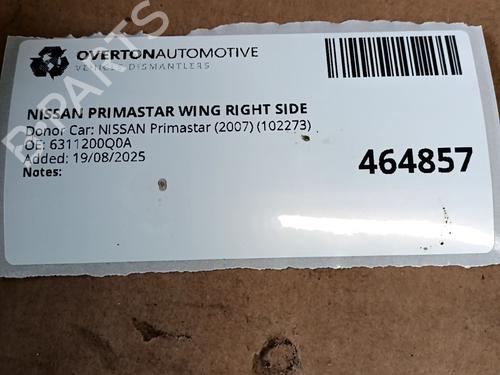 OVERTONAUTOMOTIVE
VEHICLE DISMANTLERS
NISSAN PRIMASTAR WING RIGHT SIDE
Donor Car: NISSAN Primastar (2007) (102273)
OE: 6311200Q0A
Added: 19/08/2025
Notes:
464857